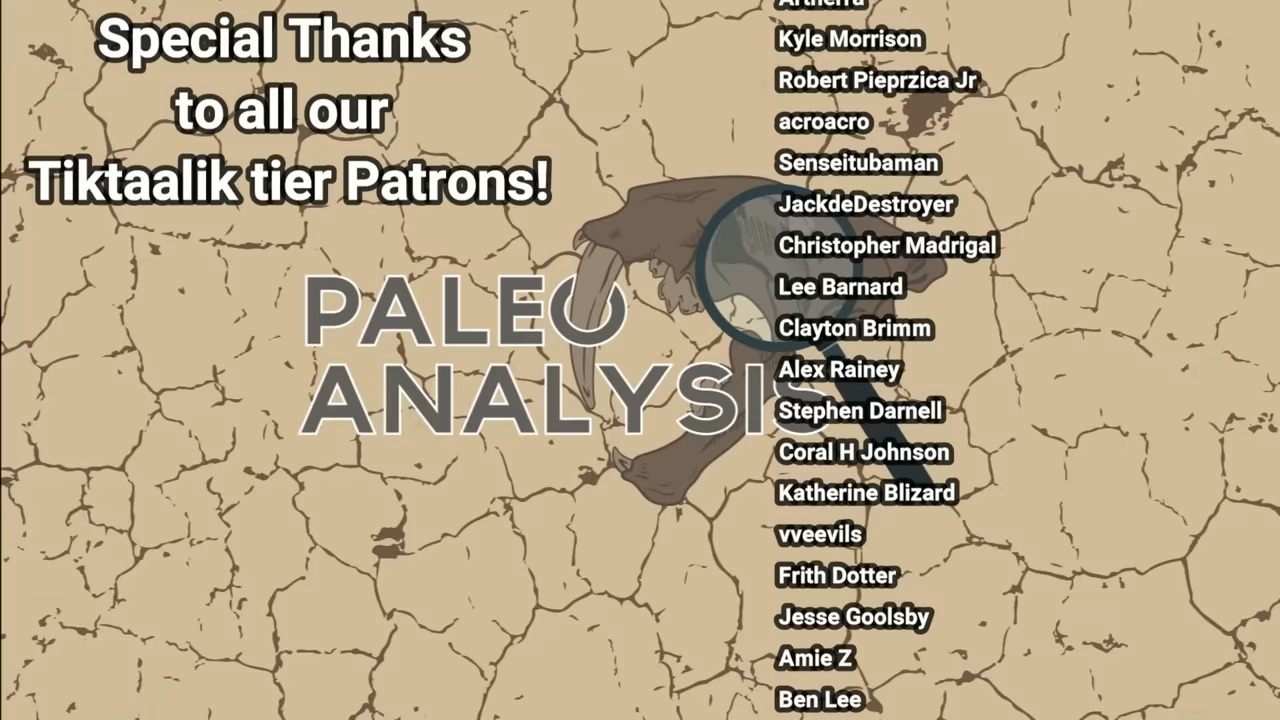 Special Thanks
to all our
Tiktaalik tier Patrons!
PALEO
ANALYSIS
Kyle Morrison
Robert Pieprzica Jr
acroacro
Senseitubaman
JackdeDestroyer
Christopher Madrigal
Lee Barnard
Clayton Brimm
Alex Rainey
Stephen Darnell
Coral H Johnson
Katherine Blizard
vveevils
Frith Dotter
Jesse Goolsby
Amie Z
Ben Lee